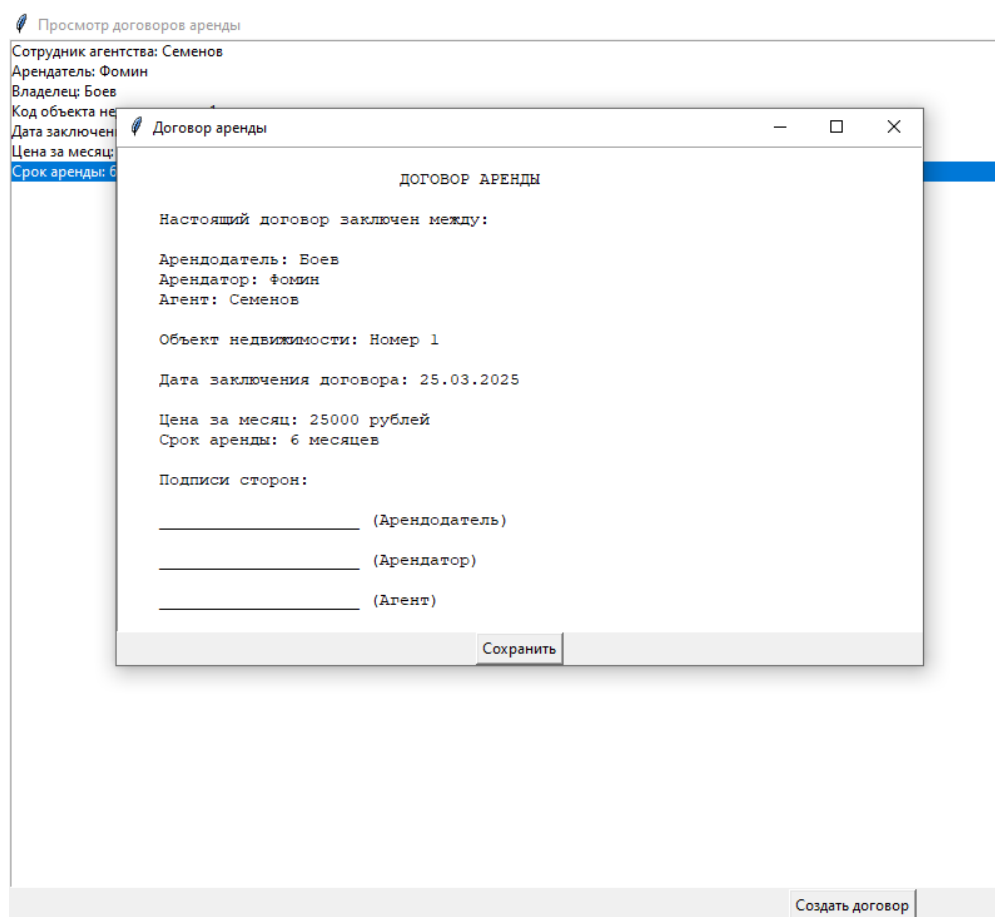 Просмотр договоров аренды
Сотрудник агентства: Семенов
Арендатель: Фомин
Владелец: Боев
Код объекта
Дата
Цена за месяц:
Срок аренды: 6
Договор аренды
ДОГОВОР АРЕНДЫ
Настоящий договор заключен между:
Арендодатель: Боев
Арендатор: Фомин
Агент: Семенов
Объект недвижимости: Номер 1
Дата заключения договора: 25.03.2025
Цена за месяц: 25000 рублей
Срок аренды: 6 месяцев
Подписи сторон:
____________________ (Арендодатель)
____________________ (Арендатор)
____________________ (Агент)
Сохранить
Создать договор